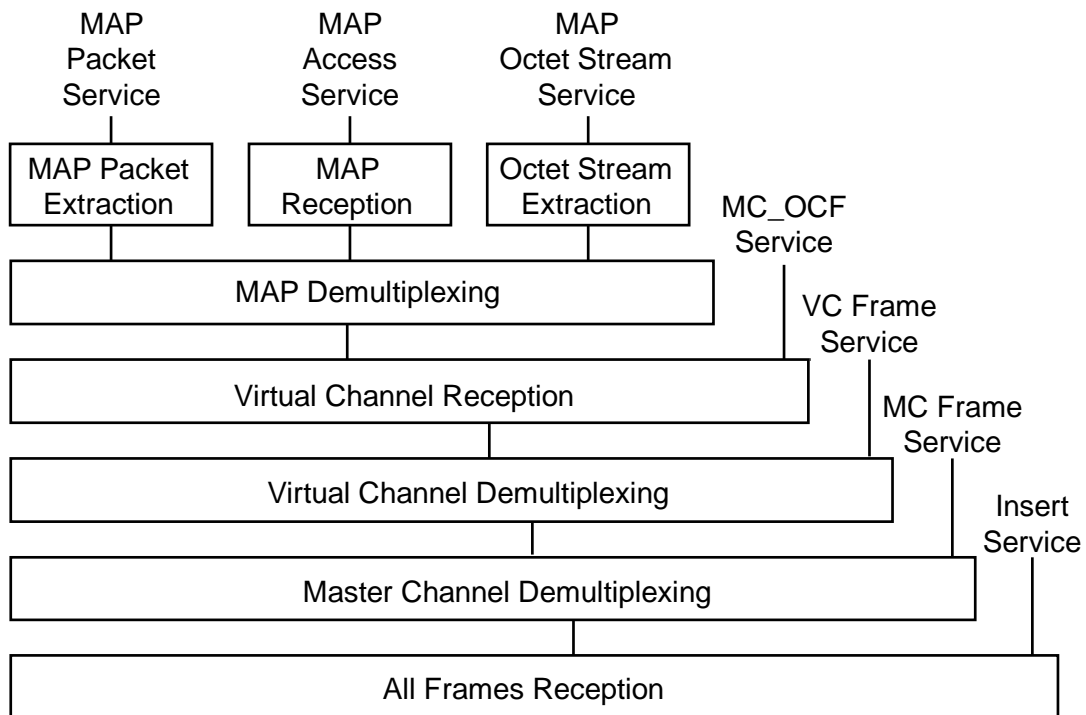 MAP
Packet
Service
MAP
Access
Service
MAP
Octet Stream
Service
MAP Packet
Extraction
MAP
Reception
Octet Stream
Extraction
MC_OCF
Service
MAP Demultiplexing
VC Frame
Service
Virtual Channel Reception
MC Frame
Service
Virtual Channel Demultiplexing
Insert
Service
Master Channel Demultiplexing
All Frames Reception